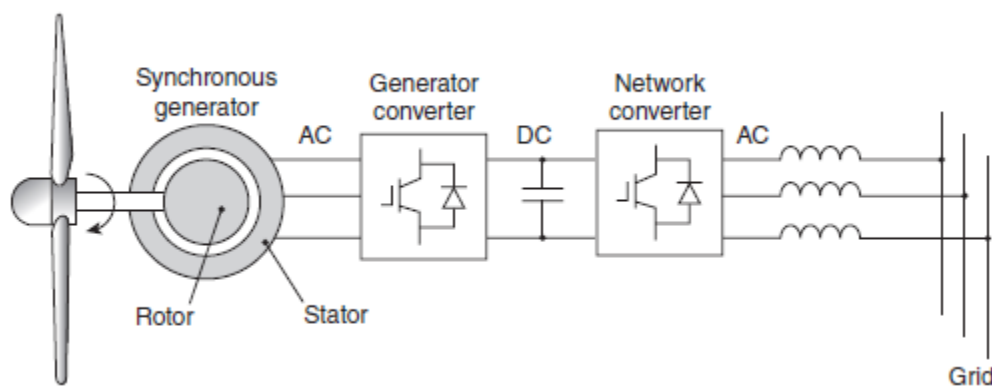 Synchronous
generator
Generator
converter
Network
converter
AC
DC
AC
Rotor
Stator
Grid